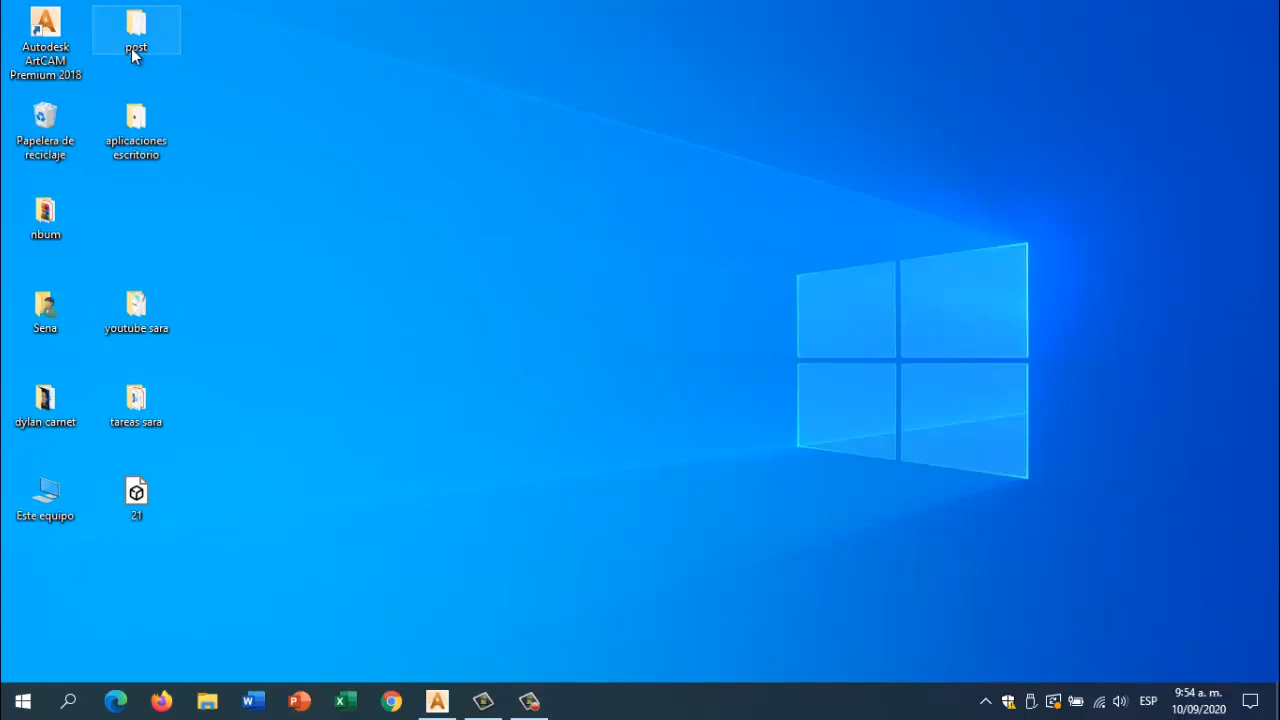 Autodesk
ArtCAM
Premium 2018
post
Papelera de
reciclaje
aplicaciones
escritorio
nbum
Sena
youtube sara
dylan carnet
tareas sara
Este equipo
21
ESP
9:54 a. m.
10/09/2020